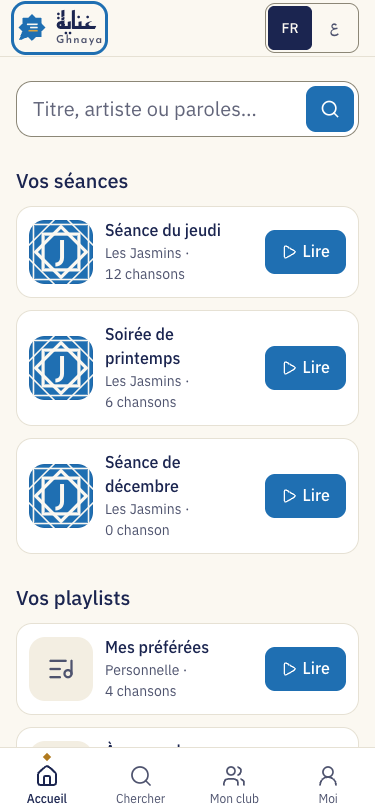 غناية
Ghnaya
FR
ع
Titre, artiste ou paroles...
Vos séances
J
Séance du jeudi
Les Jasmins ·
12 chansons
Lire
J
Soirée de
printemps
Les Jasmins ·
6 chansons
Lire
J
Séance de
décembre
Les Jasmins ·
0 chanson
Lire
Vos playlists
Mes préférées
Personnelle ·
4 chansons
Lire
Accueil
Chercher
Mon club
Moi